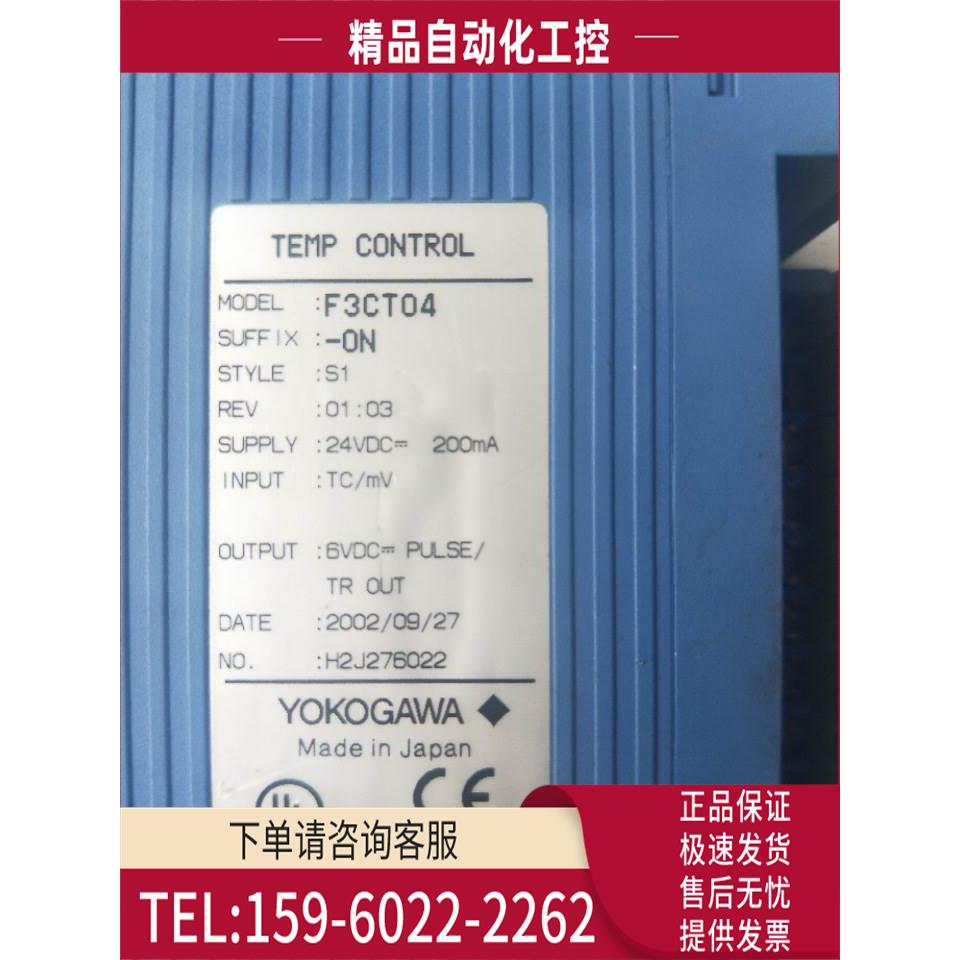 精品自动化工控
TEMP CONTROL
MODEL :F3CT04
SUFFIX :-0N
STYLE :S1
REV :01:03
SUPPLY :24VDC⎓ 200mA
INPUT :TC/mV
OUTPUT :6VDC⎓ PULSE/
TR OUT
DATE :2002/09/27
NO. :H2J276022
YOKOGAWA
Made in Japan
UL CE
下单请咨询客服
TEL:159-6022-2262
正品保证
极速发货
售后无忧
提供发票